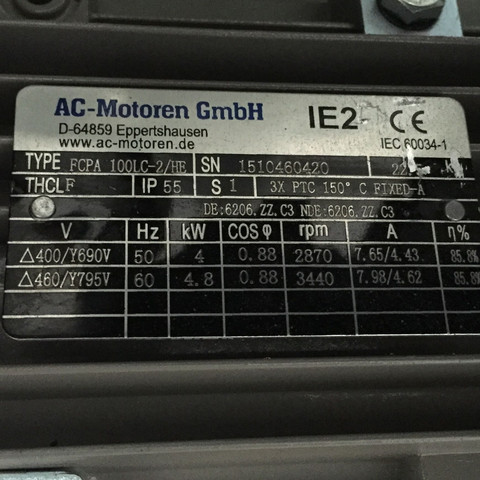 AC-Motoren GmbH IE2- CE
D-64859 Eppertshausen
www.ac-motoren.de IEC 60034-1
TYPE FCPA 100LC-2/HE SN 1510460420
THCL F IP 55 S 1 3X PTC 150° C FIXED-A
DE:6206.ZZ.C3 NDE:6206.ZZ.C3
V Hz kW COS φ rpm A η%
△400/Y690V 50 4 0.88 2870 7.65/4.43 85.8%
△460/Y795V 60 4.8 0.88 3440 7.98/4.62 85.8%